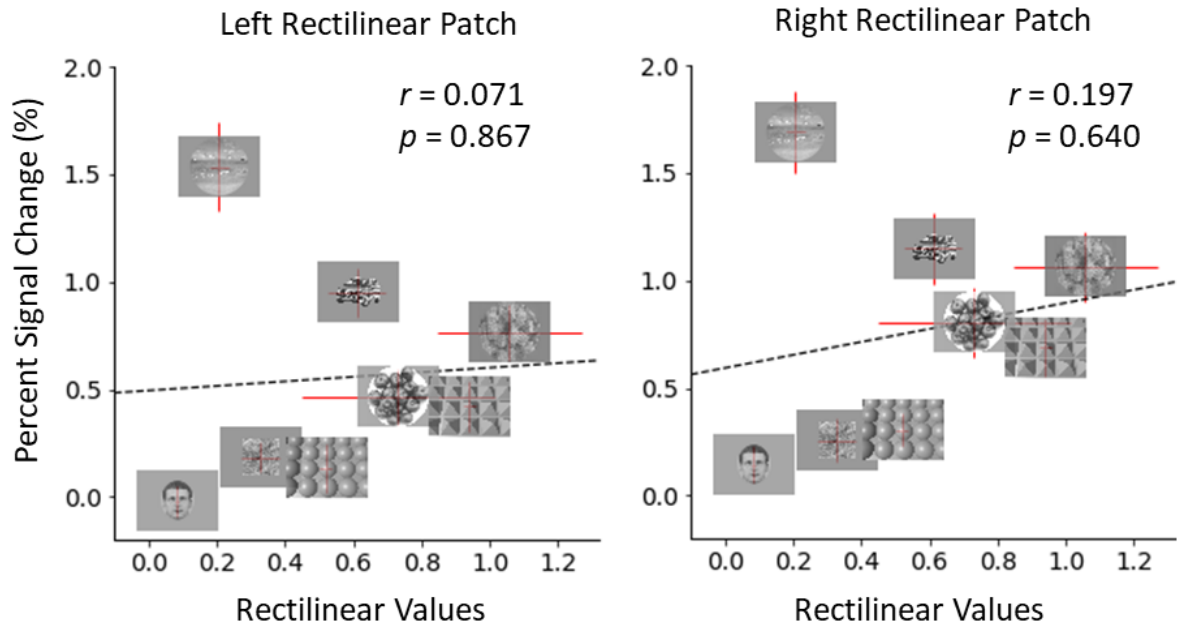 Left Rectilinear Patch
Percent Signal Change (%)
2.0
1.5
1.0
0.5
0.0
r = 0.071
p = 0.867
0.0 0.2 0.4 0.6 0.8 1.0 1.2
Rectilinear Values
Right Rectilinear Patch
2.0
1.5
1.0
0.5
0.0
r = 0.197
p = 0.640
0.0 0.2 0.4 0.6 0.8 1.0 1.2
Rectilinear Values